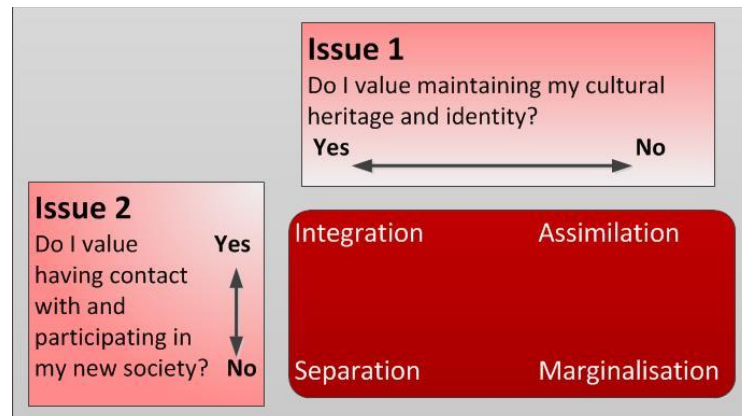 Issue 1
Do I value maintaining my cultural
heritage and identity?
Yes No
Issue 2
Do I value Yes
having contact
with and
participating in
my new society? No
Integration Assimilation
Separation Marginalisation